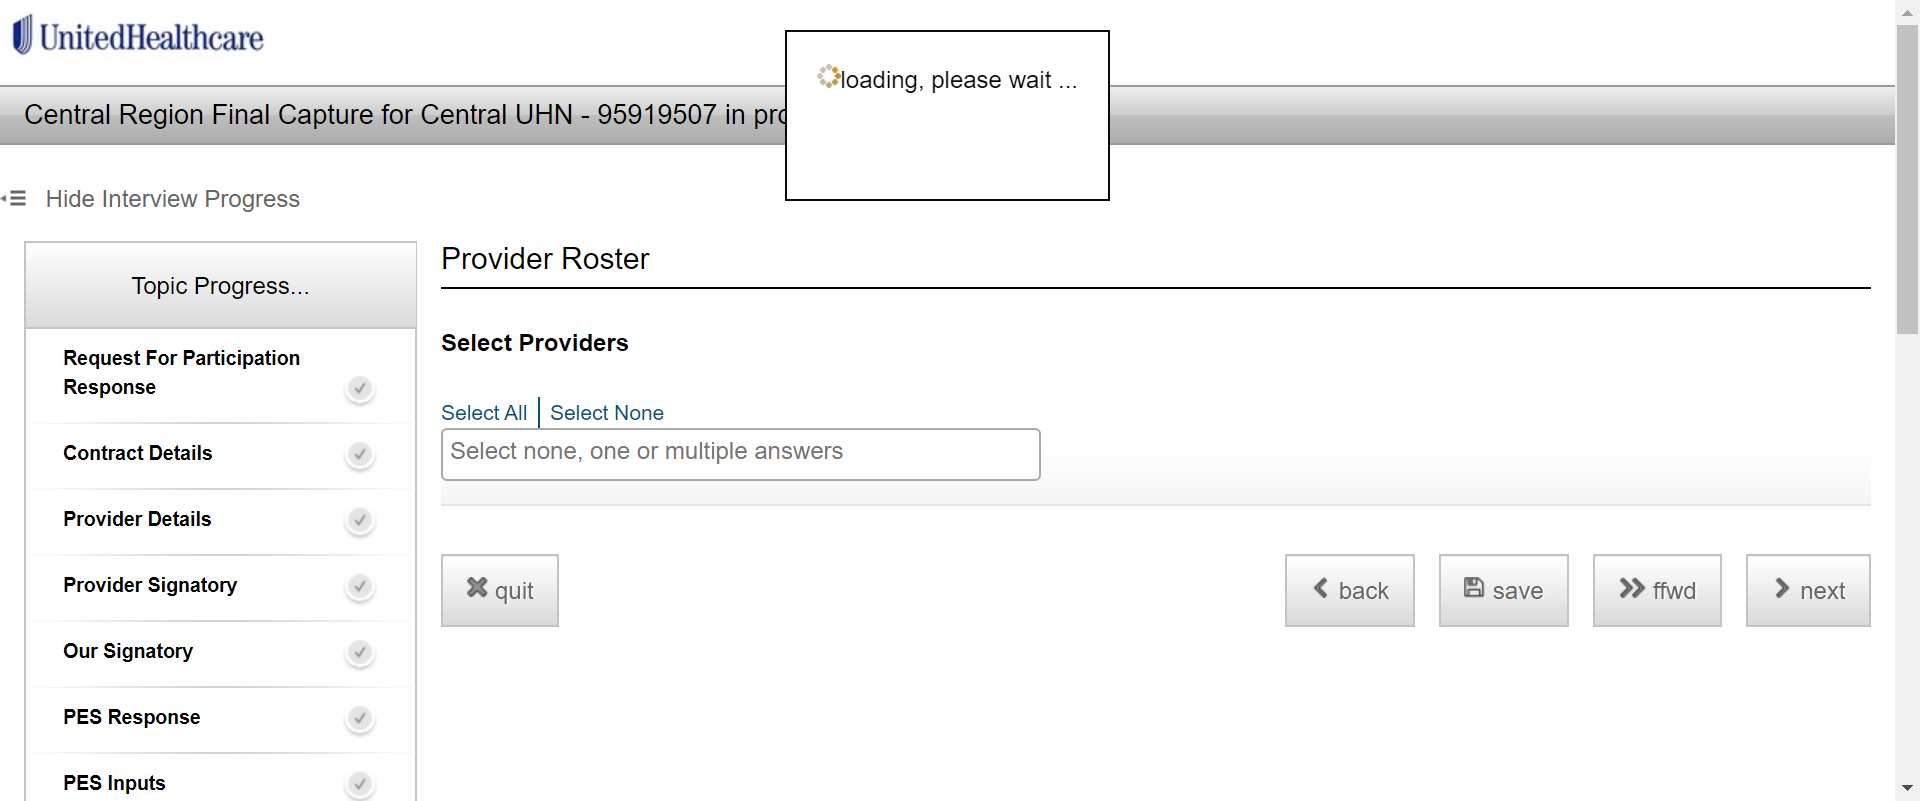 UnitedHealthcare
loading, please wait ...
Central Region Final Capture for Central UHN - 95919507 in
Hide Interview Progress
Topic Progress...
Request For Participation
Response
Contract Details
Provider Details
Provider Signatory
Our Signatory
PES Response
PES Inputs
Provider Roster
Select Providers
Select All | Select None
Select none, one or multiple answers
quit
back
save
ffwd
next